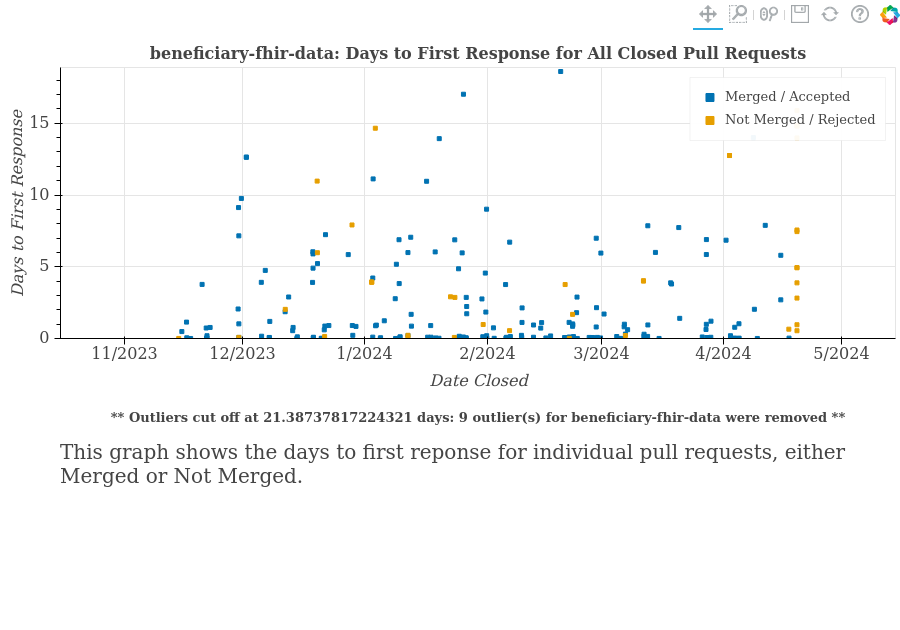 beneficiary-fhir-data: Days to First Response for All Closed Pull Requests
Merged / Accepted
Not Merged / Rejected
Days to First Response
15
10
5
0
11/2023
12/2023
1/2024
2/2024
3/2024
4/2024
5/2024
Date Closed
** Outliers cut off at 21.38737817224321 days: 9 outlier(s) for beneficiary-fhir-data were removed **
This graph shows the days to first reponse for individual pull requests, either
Merged or Not Merged.